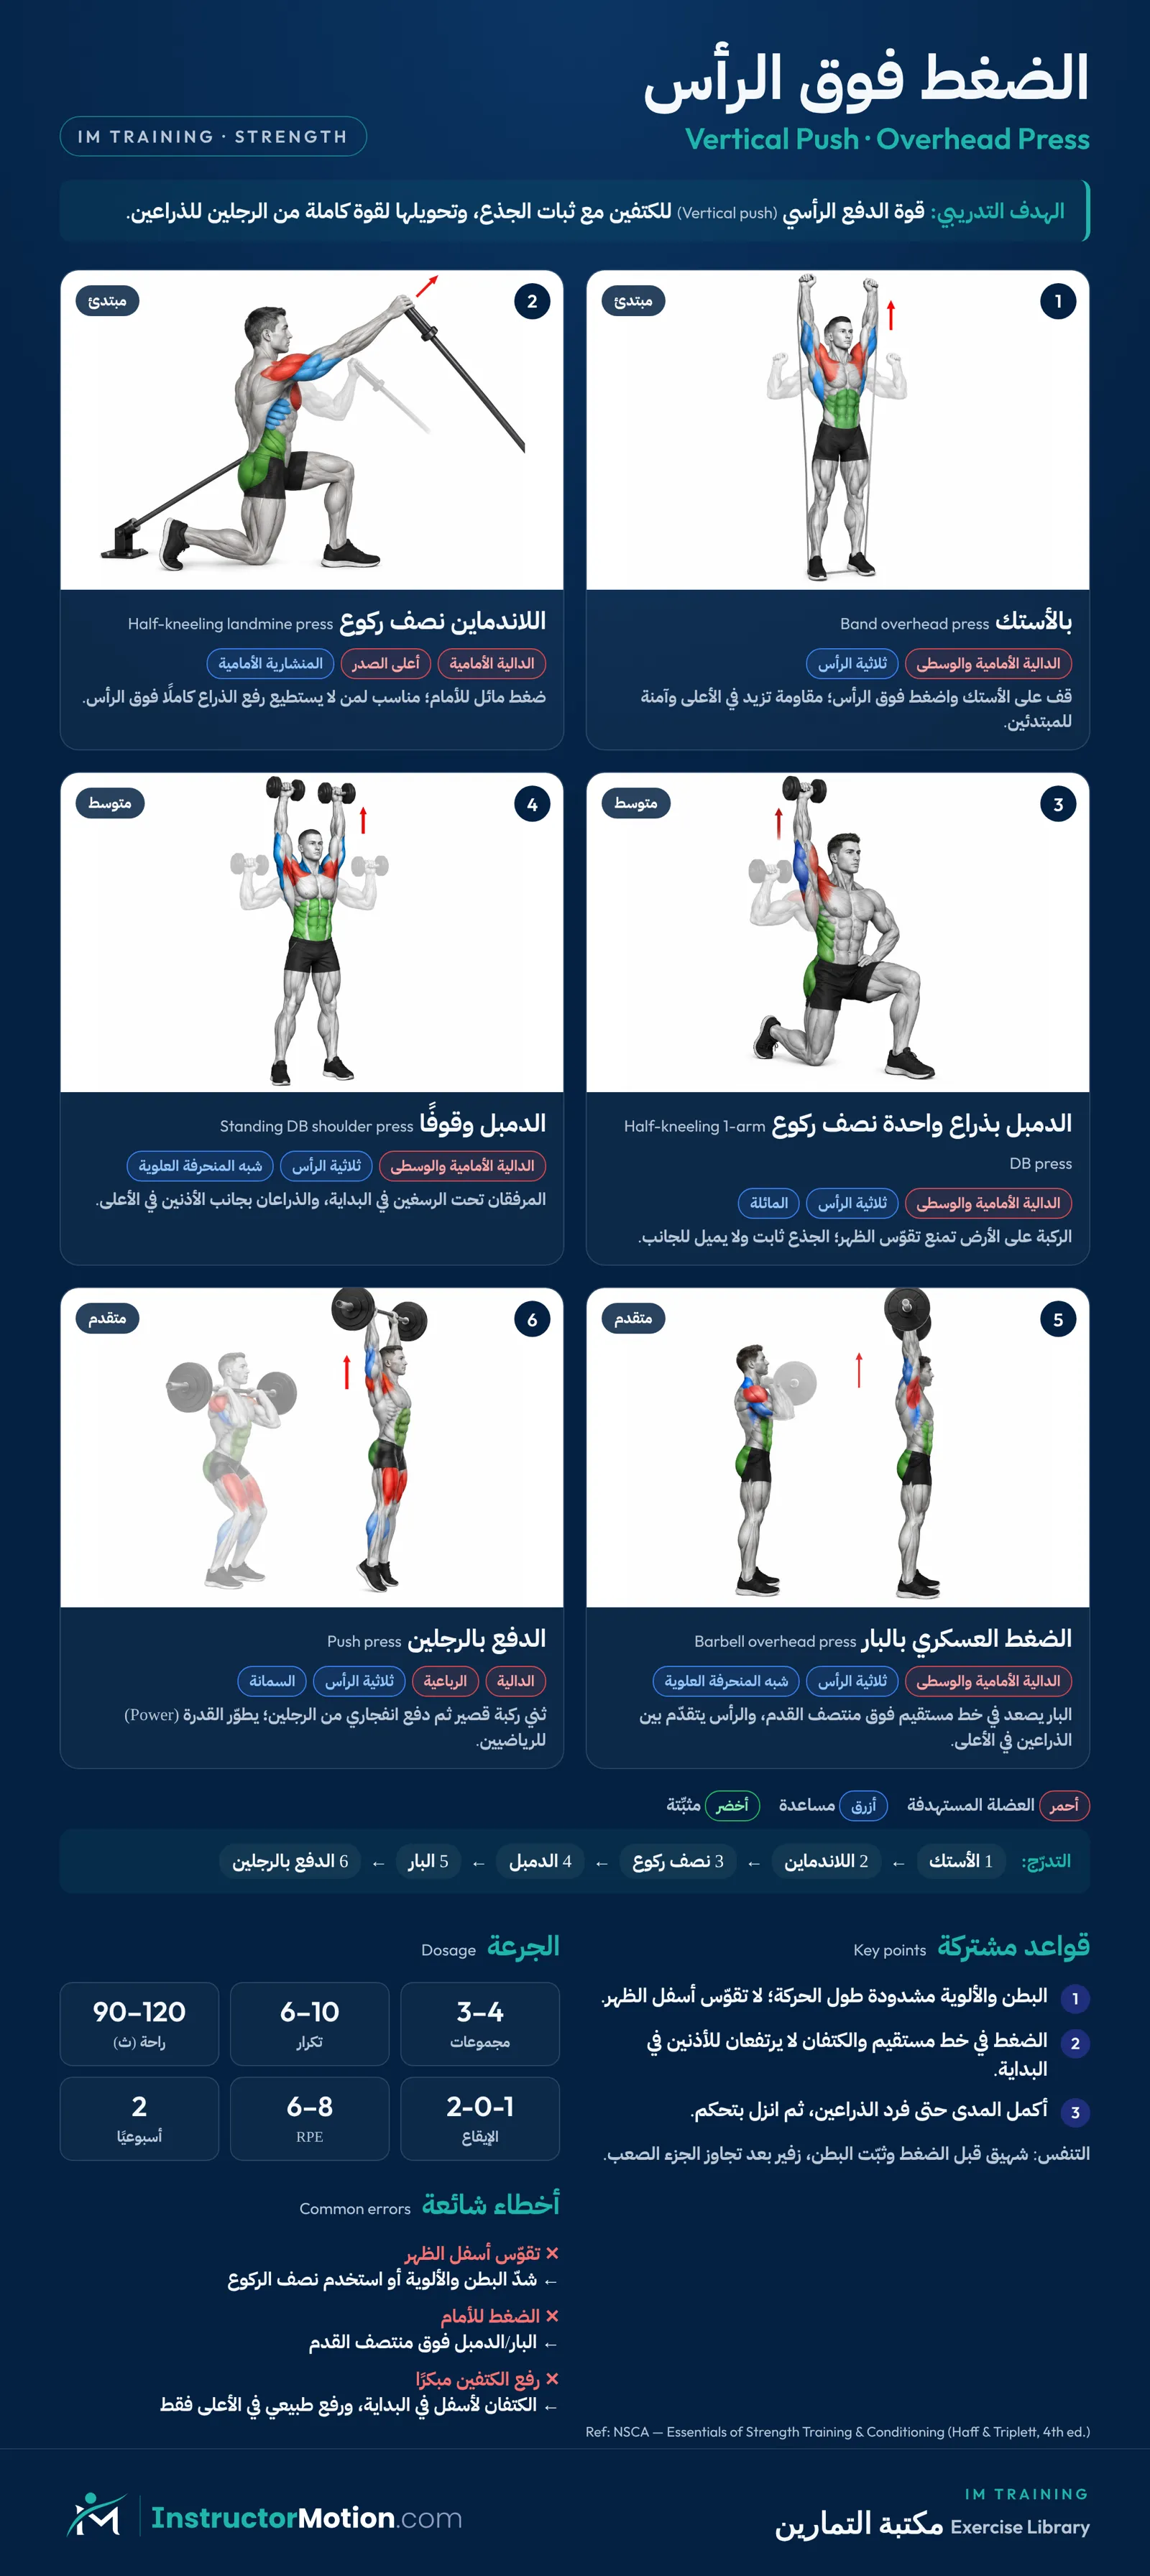 الضغط فوق الرأس
Vertical Push · Overhead Press
IM TRAINING · STRENGTH
الهدف التدريبي: قوة الدفع الرأسي (Vertical push) للكتفين مع ثبات الجذع، وتحويلها لقوة كاملة من الرجلين للذراعين.
1
مبتدئ
بالأستك Band overhead press
الدالية الأمامية والوسطى
ثلاثية الرأس
قف على الأستك واضغط فوق الرأس؛ مقاومة تزيد في الأعلى وآمنة
للمبتدئين.
2
مبتدئ
اللاندماين نصف ركوع Half-kneeling landmine press
الدالية الأمامية
أعلى الصدر
المنشارية الأمامية
ضغط مائل للأمام؛ مناسب لمن لا يستطيع رفع الذراع كاملًا فوق الرأس.
3
متوسط
الدمبل بذراع واحدة نصف ركوع Half-kneeling 1-arm
DB press
الدالية الأمامية والوسطى
ثلاثية الرأس
المائلة
الركبة على الأرض تمنع تقوّس الظهر؛ الجذع ثابت ولا يميل للجانب.
4
متوسط
الدمبل وقوفًا Standing DB shoulder press
الدالية الأمامية والوسطى
ثلاثية الرأس
شبه المنحرفة العلوية
المرفقان تحت الرسغين في البداية، والذراعان بجانب الأذنين في الأعلى.
5
متقدم
الضغط العسكري بالبار Barbell overhead press
الدالية الأمامية والوسطى
ثلاثية الرأس
شبه المنحرفة العلوية
البار يصعد في خط مستقيم فوق منتصف القدم، والرأس يتقدّم بين
الذراعين في الأعلى.
6
متقدم
الدفع بالرجلين Push press
الدالية
الرباعية
ثلاثية الرأس
السمانة
ثني ركبة قصير ثم دفع انفجاري من الرجلين؛ يطوّر القدرة (Power)
للرياضيين.
أحمر العضلة المستهدفة أزرق مساعدة أخضر مثبّتة
التدرّج: 1 الأستك ← 2 اللاندماين ← 3 نصف ركوع ← 4 الدمبل ← 5 البار ← 6 الدفع بالرجلين
قواعد مشتركة Key points
1 البطن والألوية مشدودة طول الحركة؛ لا تقوّس أسفل الظهر.
2 الضغط في خط مستقيم والكتفان لا يرتفعان للأذنين في
البداية.
3 أكمل المدى حتى فرد الذراعين، ثم انزل بتحكم.
التنفس: شهيق قبل الضغط وثبّت البطن، زفير بعد تجاوز الجزء الصعب.
الجرعة Dosage
3–4
مجموعات
6–10
تكرار
90–120
راحة (ث)
2-0-1
الإيقاع
6–8
RPE
2
أسبوعيًا
أخطاء شائعة Common errors
✕ تقوّس أسفل الظهر
← شدّ البطن والألوية أو استخدم نصف الركوع
✕ الضغط للأمام
← البار/الدمبل فوق منتصف القدم
✕ رفع الكتفين مبكرًا
← الكتفان لأسفل في البداية، ورفع طبيعي في الأعلى فقط
Ref: NSCA — Essentials of Strength Training & Conditioning (Haff & Triplett, 4th ed.)
IM TRAINING
مكتبة التمارين Exercise Library
InstructorMotion.com